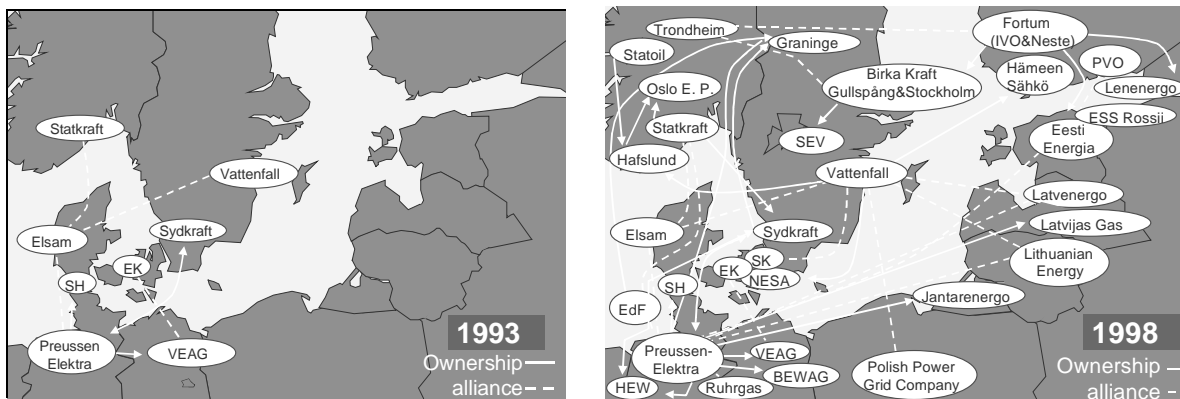 Statkraft
Vattenfall
Elsam
Sydkraft
EK
SH
Preussen
Elektra
VEAG
1993
Ownership
alliance
Trondheim
Fortum
(IVO&Neste)
Statoil
Graninge
PVO
Birka Kraft
Gullspång&Stockholm
Hämeen
Sähkö
Oslo E. P.
Lenenergo
ESS Rossii
Statkraft
SEV
Eesti
Energia
Hafslund
Vattenfall
Latvenergo
Elsam
Sydkraft
Latvijas Gas
SK
EK
NESA
Lithuanian
Energy
SH
EdF
Jantarenergo
Preussen-
Elektra
VEAG
1998
BEWAG
Polish Power
Grid Company
Ownership
HEW
Ruhrgas
alliance